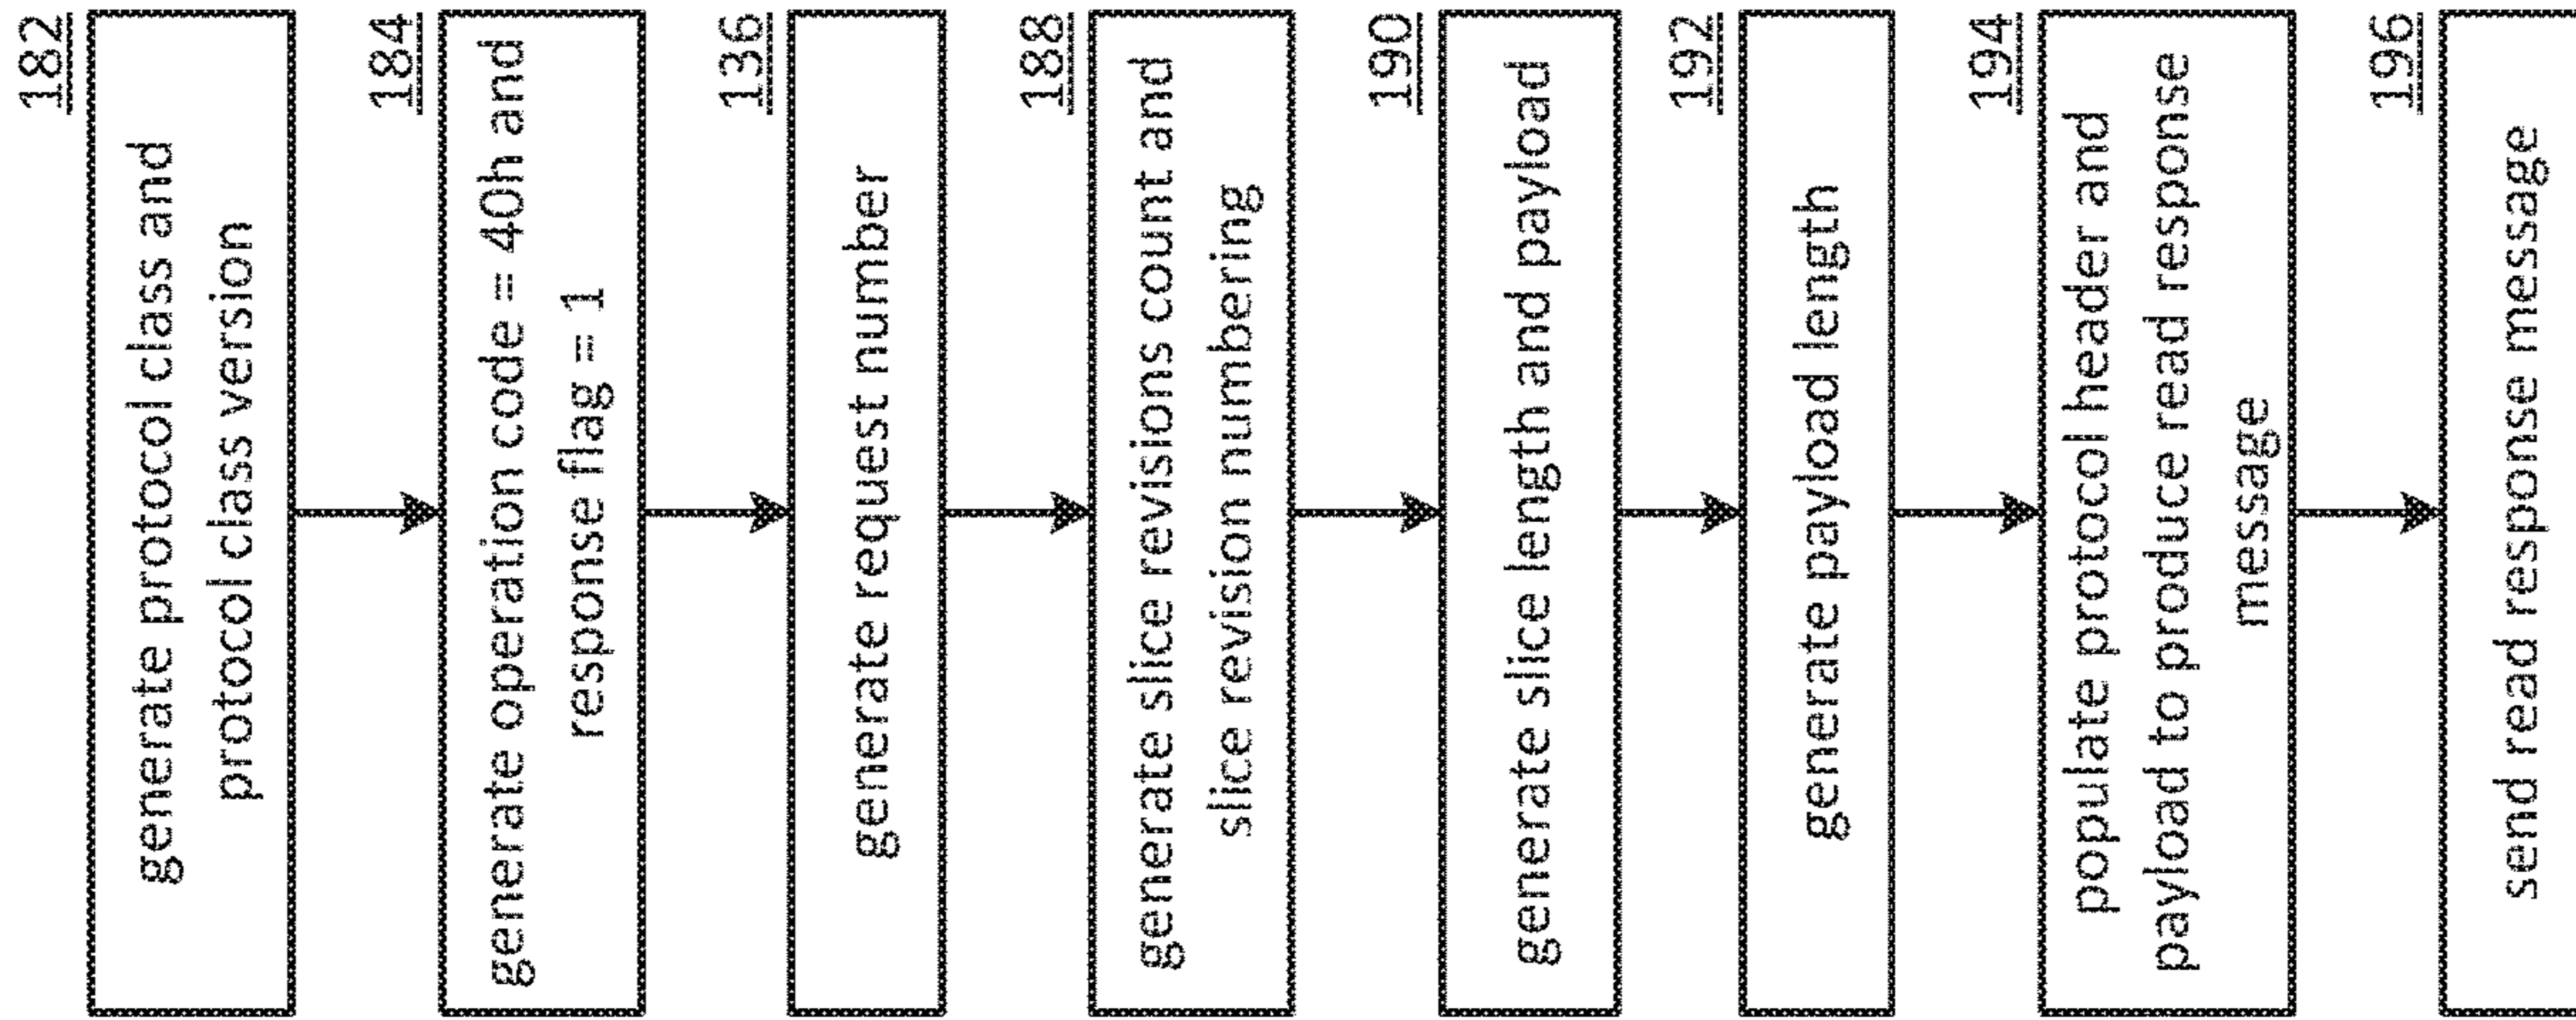 182
generate protocol class and
protocol class version
184
generate operation code = 40h and
response flag = 1
136
generate request number
188
generate slice revisions count and
slice revision numbering
190
generate slice length and payload
192
generate payload length
194
populate protocol header and
payload to produce read response
message
196
send read response message